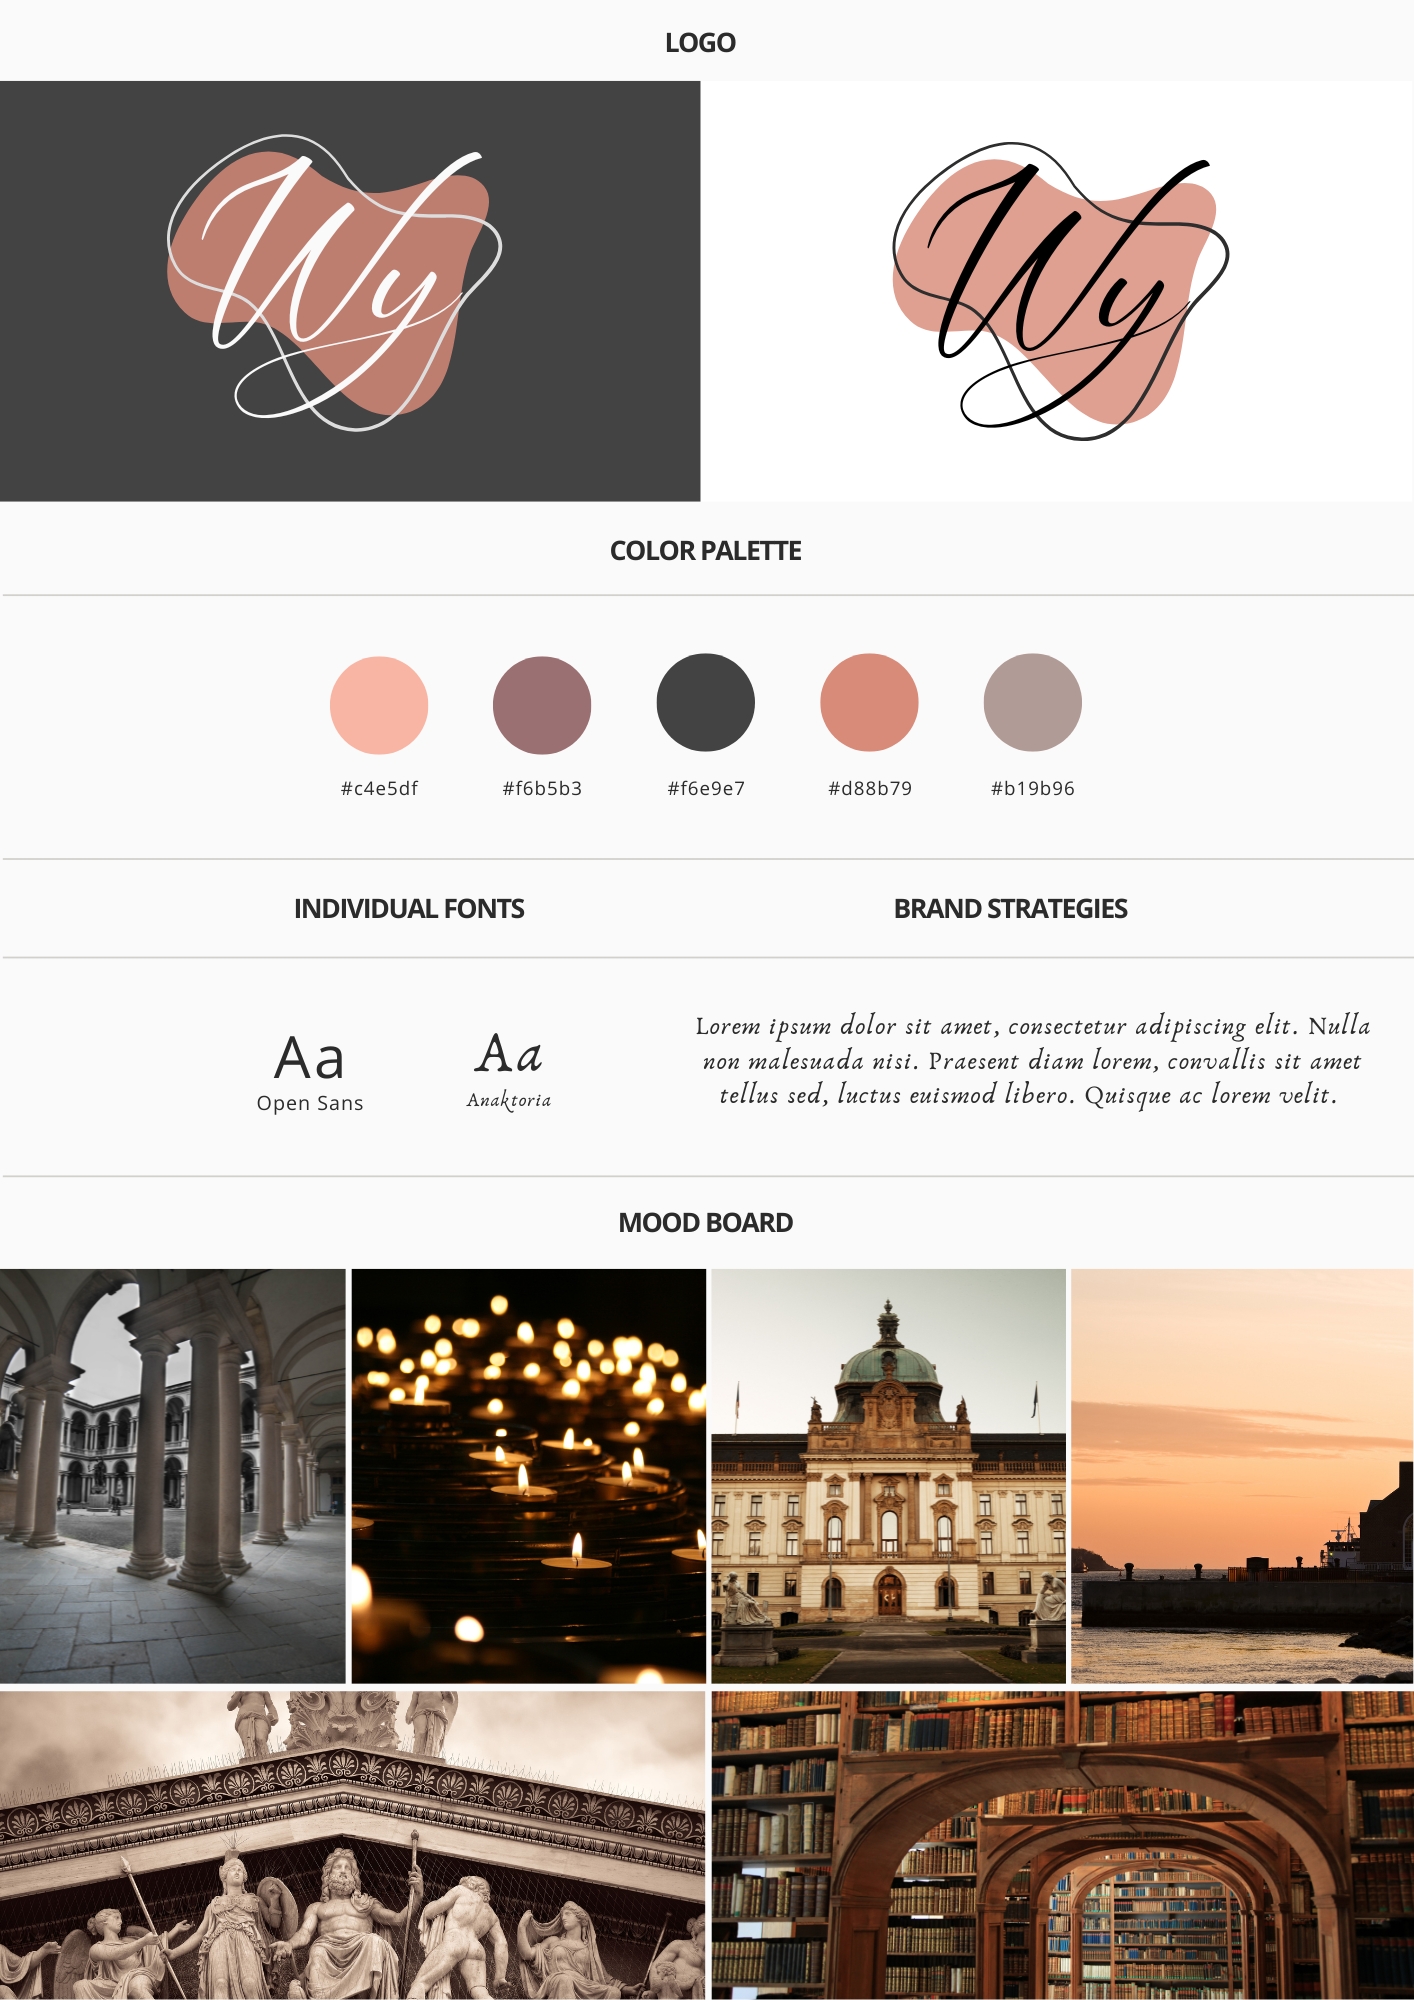 LOGO
Wy
Wy
COLOR PALETTE
#c4e5df
#f6b5b3
#f6e9e7
#d88b79
#b19b96
INDIVIDUAL FONTS
BRAND STRATEGIES
Aa
Open Sans
Aa
Anaktoria
Lorem ipsum dolor sit amet, consectetur adipiscing elit. Nulla
non malesuada nisi. Praesent diam lorem, convallis sit amet
tellus sed, luctus euismod libero. Quisque ac lorem velit.
MOOD BOARD